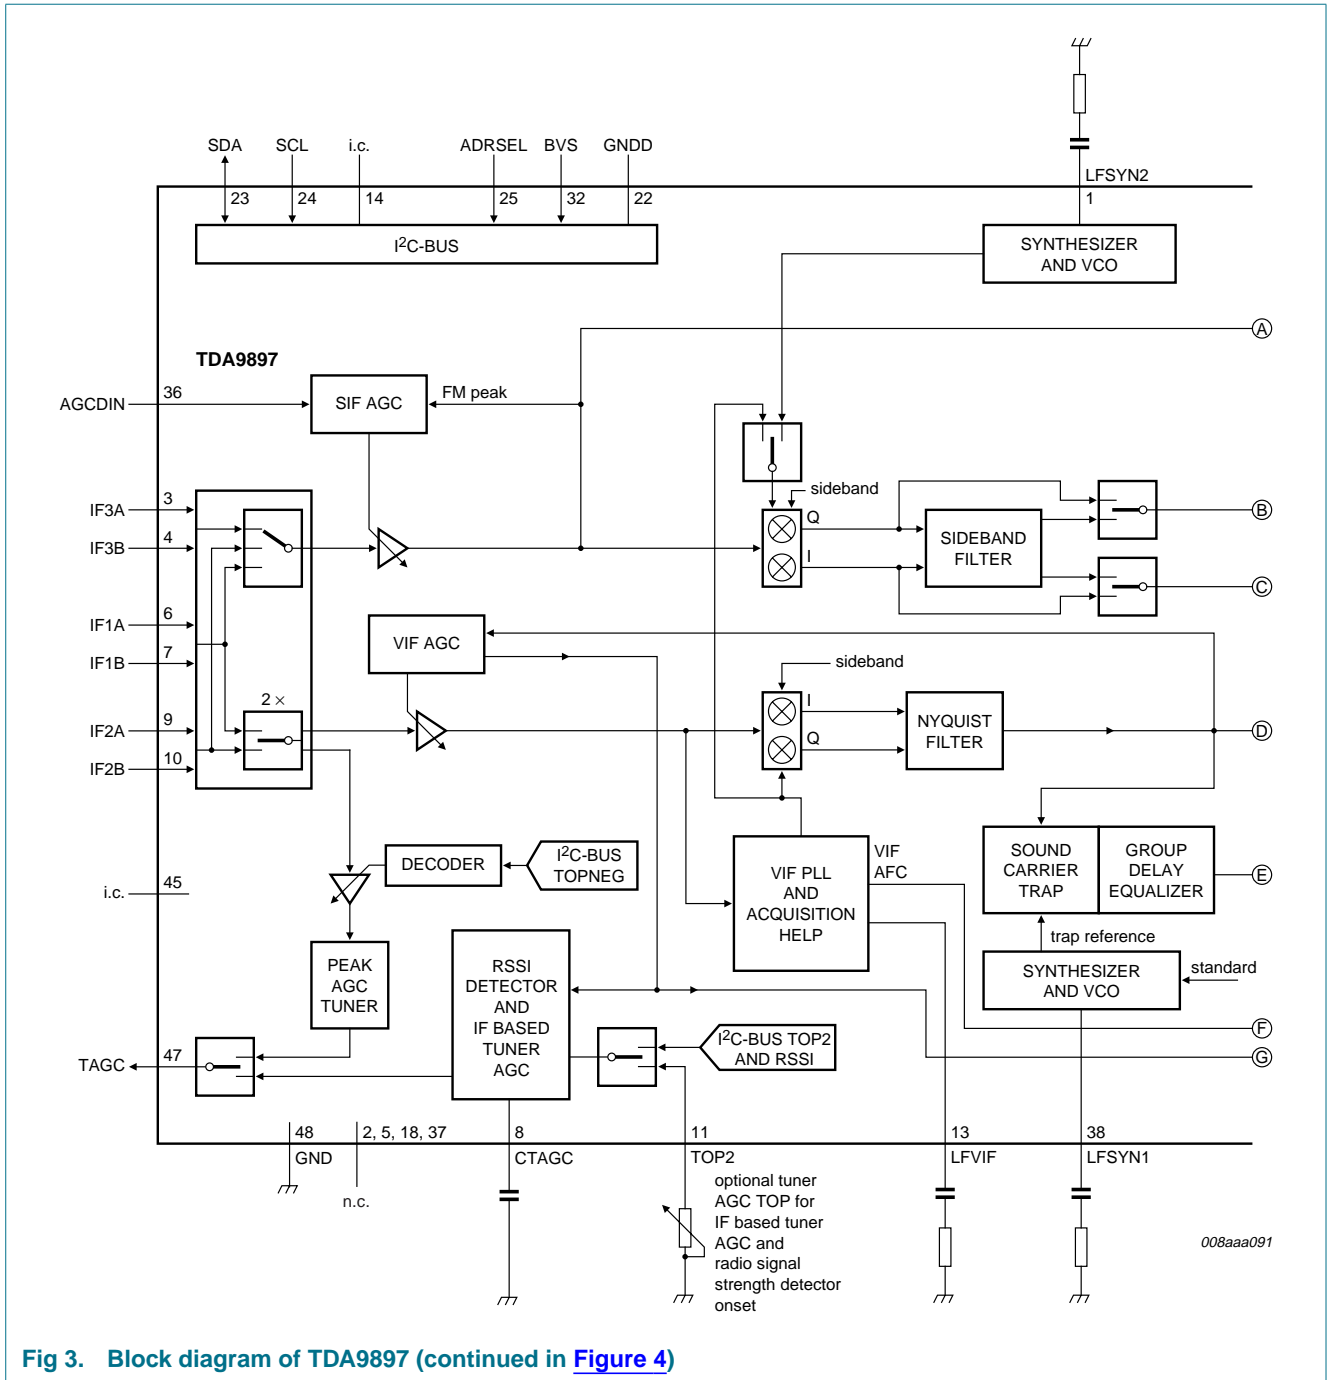 LFSYN2
1
SDA
SCL
i.c.
ADRSEL
BVS
GNDD
23
24
14
25
32
22
I2C-BUS
SYNTHESIZER
AND VCO
A
TDA9897
AGCDIN
36
SIF AGC
FM peak
sideband
IF3A
3
IF3B
4
Q
I
SIDEBAND
FILTER
B
C
IF1A
6
IF1B
7
VIF AGC
sideband
2 ×
IF2A
9
IF2B
10
I
Q
NYQUIST
FILTER
D
i.c.
45
DECODER
I2C-BUS
TOPNEG
VIF PLL
AND
ACQUISITION
HELP
VIF
AFC
SOUND
CARRIER
TRAP
GROUP
DELAY
EQUALIZER
E
trap reference
PEAK
AGC
TUNER
RSSI
DETECTOR
AND
IF BASED
TUNER
AGC
SYNTHESIZER
AND VCO
standard
I2C-BUS TOP2
AND RSSI
F
G
TAGC
47
48
GND
2, 5, 18, 37
n.c.
8
CTAGC
11
TOP2
optional tuner
AGC TOP for
IF based tuner
AGC and
radio signal
strength detector
onset
13
LFVIF
38
LFSYN1
008aaa091
Fig 3. Block diagram of TDA9897 (continued in Figure 4)